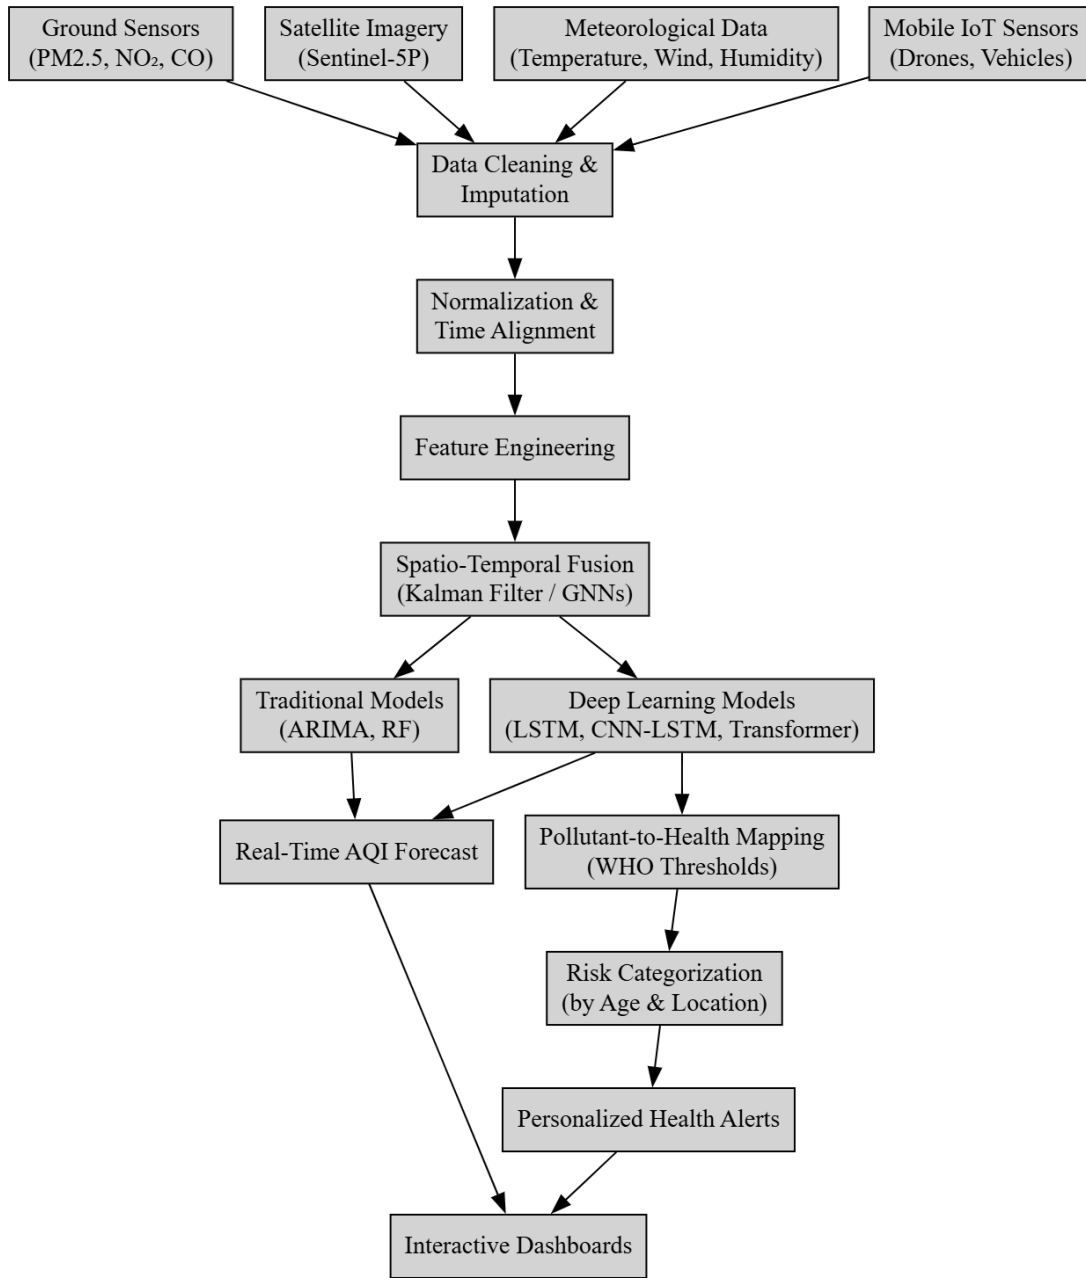 Ground Sensors
(PM2.5, NO₂, CO)
Satellite Imagery
(Sentinel-5P)
Meteorological Data
(Temperature, Wind, Humidity)
Mobile IoT Sensors
(Drones, Vehicles)
Data Cleaning &
Imputation
Normalization &
Time Alignment
Feature Engineering
Spatio-Temporal Fusion
(Kalman Filter / GNNs)
Traditional Models
(ARIMA, RF)
Deep Learning Models
(LSTM, CNN-LSTM, Transformer)
Real-Time AQI Forecast
Pollutant-to-Health Mapping
(WHO Thresholds)
Risk Categorization
(by Age & Location)
Personalized Health Alerts
Interactive Dashboards